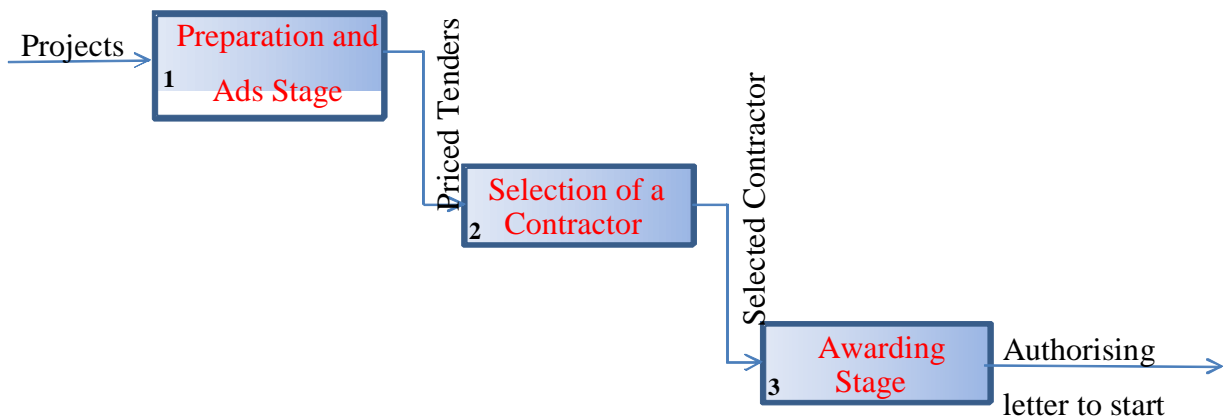 Projects
Preparation and
Ads Stage
1
Priced Tenders
Selection of a
Contractor
2
Selected Contractor
Awarding
Stage
3
Authorising
letter to start